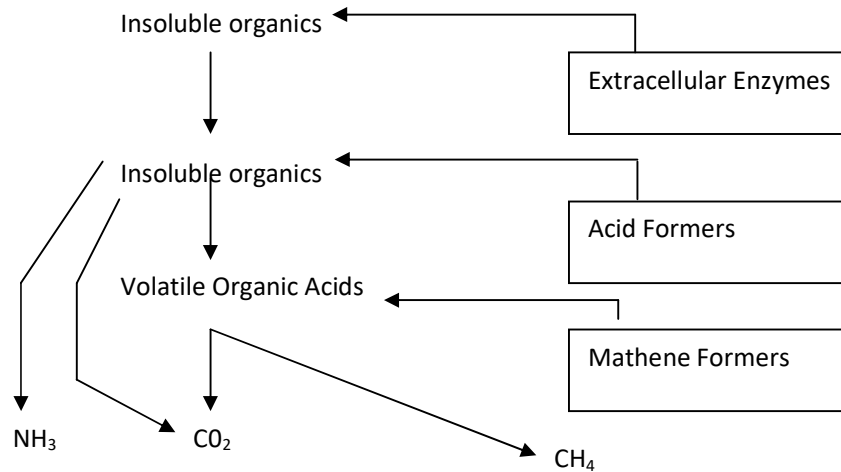 Insoluble organics
Extracellular Enzymes
Insoluble organics
Acid Formers
Volatile Organic Acids
Mathene Formers
NH₃
C0₂
CH₄